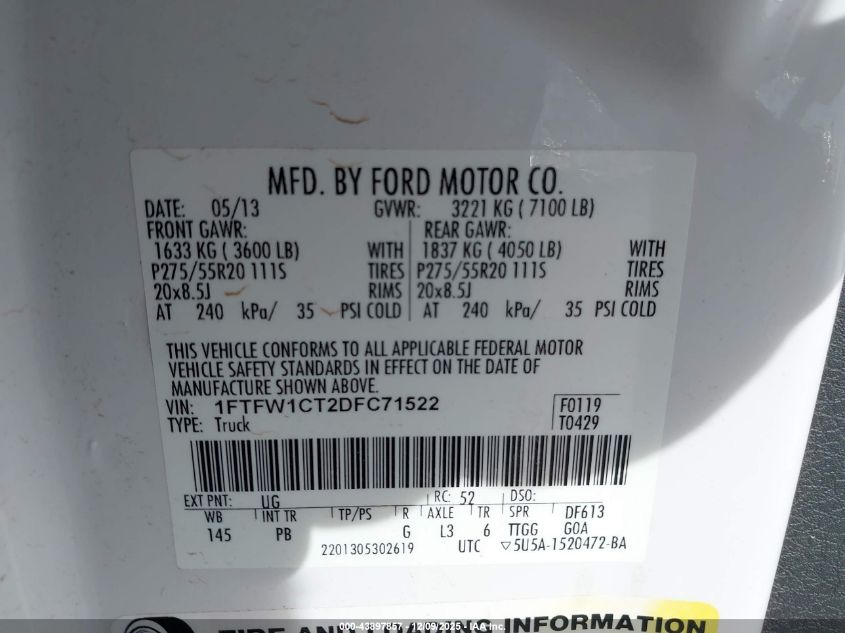 MFD. BY FORD MOTOR CO.
DATE: 05/13 GVWR: 3221 KG ( 7100 LB)
FRONT GAWR: REAR GAWR:
1633 KG ( 3600 LB) WITH 1837 KG ( 4050 LB) WITH
P275/55R20 111S TIRES P275/55R20 111S TIRES
20x8.5J RIMS 20x8.5J RIMS
AT 240 kPa/ 35 PSI COLD AT 240 kPa/ 35 PSI COLD
THIS VEHICLE CONFORMS TO ALL APPLICABLE FEDERAL MOTOR
VEHICLE SAFETY STANDARDS IN EFFECT ON THE DATE OF
MANUFACTURE SHOWN ABOVE.
VIN: 1FTFW1CT2DFC71522 F0119
TYPE: Truck T0429
EXT PNT: UG RC: 52 DSO:
WB INT TR TP/PS R AXLE TR SPR DF613
145 PB G L3 6 TTGG GOA
2201305302619 UTC ▽5U5A-1520472-BA
TIRE AND LOADING INFORMATION
000-43897857 - 12/09/2025 - IAA Inc.